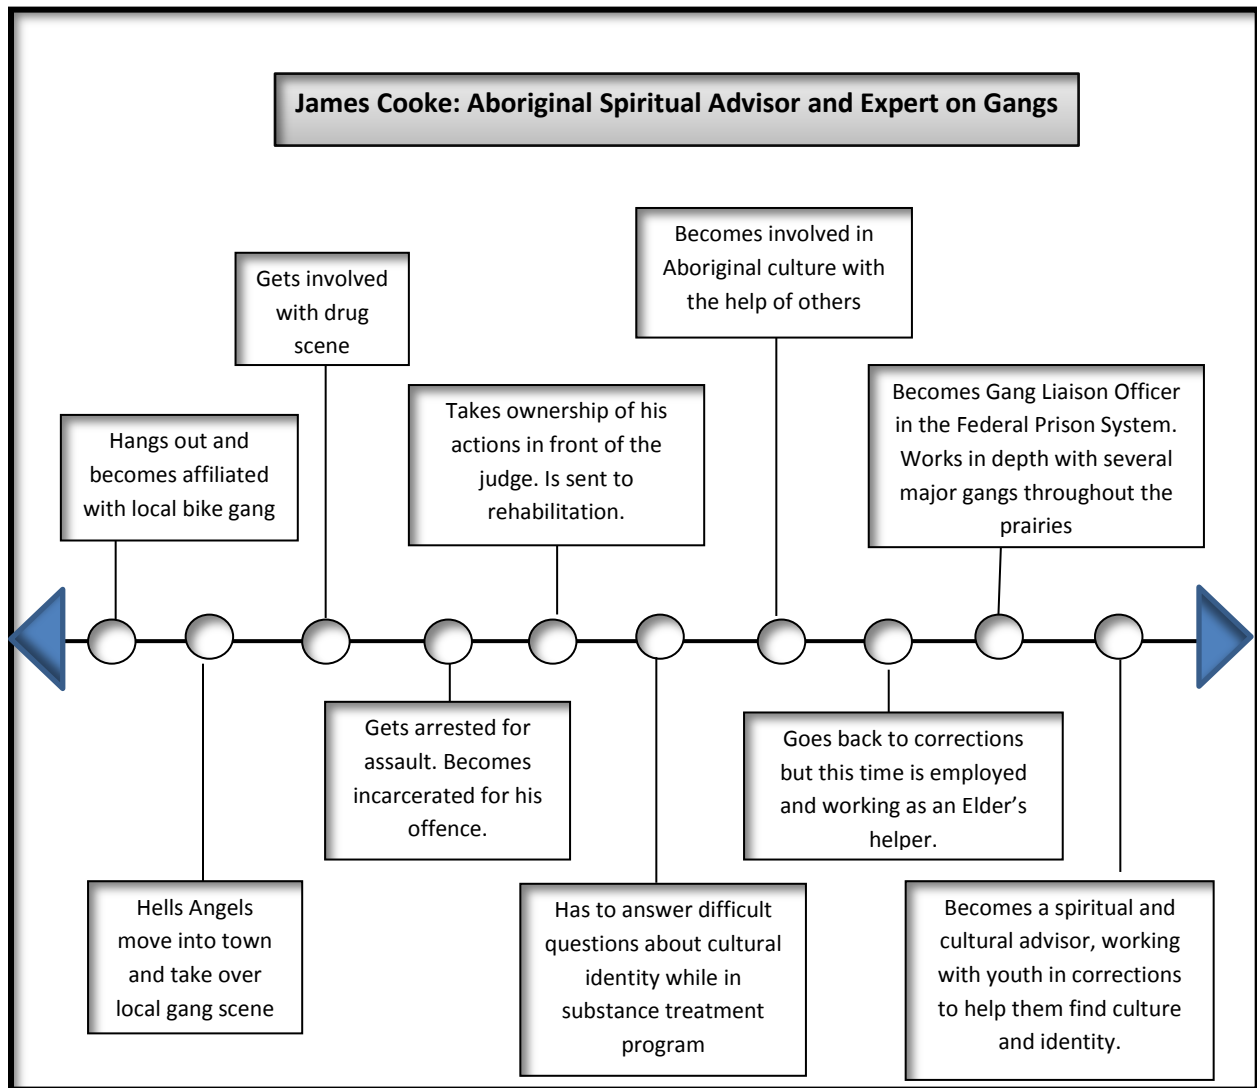 James Cooke: Aboriginal Spiritual Advisor and Expert on Gangs
Hangs out and
becomes affiliated
with local bike gang
Hells Angels
move into town
and take over
local gang scene
Gets involved
with drug
scene
Gets arrested for
assault. Becomes
incarcerated for his
offence.
Takes ownership of his
actions in front of the
judge. Is sent to
rehabilitation.
Has to answer difficult
questions about cultural
identity while in
substance treatment
program
Becomes involved in
Aboriginal culture with
the help of others
Goes back to corrections
but this time is employed
and working as an Elder’s
helper.
Becomes Gang Liaison Officer
in the Federal Prison System.
Works in depth with several
major gangs throughout the
prairies
Becomes a spiritual and
cultural advisor, working
with youth in corrections
to help them find culture
and identity.